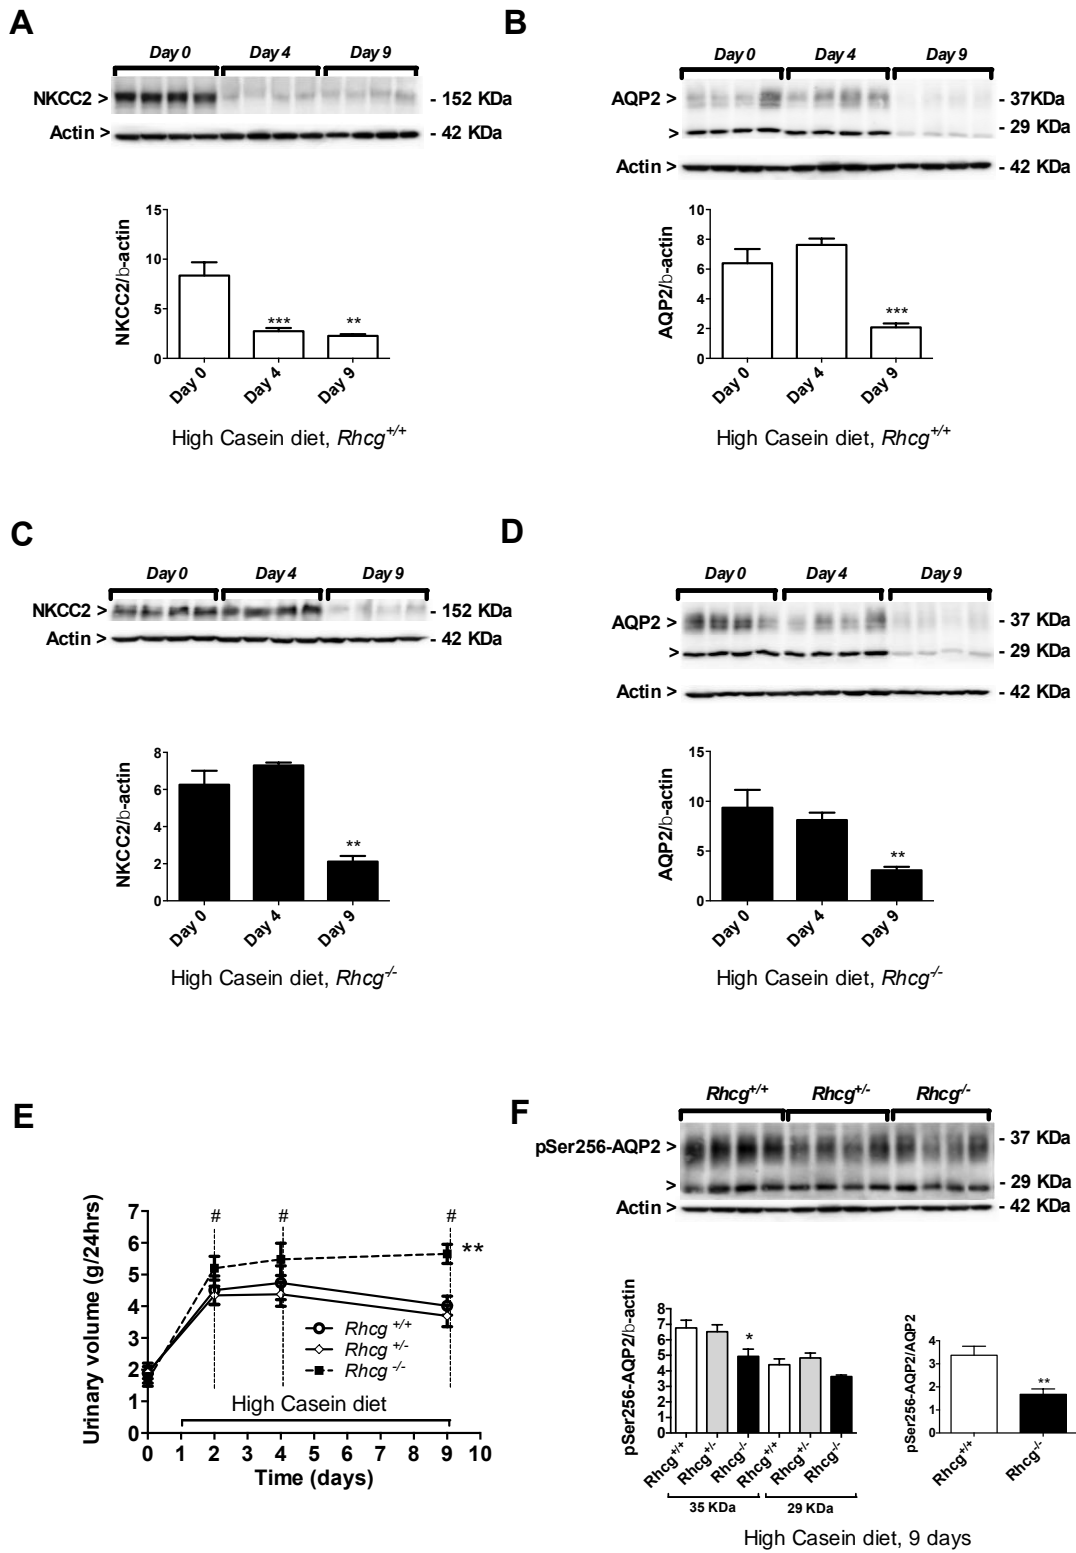 A
Day 0 Day 4 Day 9
NKCC2 > - 152 KDa
Actin > - 42 KDa
15
10
5
0
NKCC2/b-actin
*** **
Day 0 Day 4 Day 9
High Casein diet, Rhcg+/+
B
Day 0 Day 4 Day 9
AQP2 > - 37KDa
> - 29 KDa
Actin > - 42 KDa
10
8
6
4
2
0
AQP2/b-actin
***
Day 0 Day 4 Day 9
High Casein diet, Rhcg+/+
C
Day 0 Day 4 Day 9
NKCC2 > - 152 KDa
Actin > - 42 KDa
8
6
4
2
0
NKCC2/b-actin
**
Day 0 Day 4 Day 9
High Casein diet, Rhcg-/-
D
Day 0 Day 4 Day 9
AQP2 > - 37 KDa
> - 29 KDa
Actin > - 42 KDa
15
10
5
0
AQP2/b-actin
**
Day 0 Day 4 Day 9
High Casein diet, Rhcg-/-
E
7
6
5
4
3
2
1
0
Urinary volume (g/24hrs)
# # #
**
Rhcg +/+
Rhcg +/-
Rhcg -/-
High Casein diet
0 1 2 3 4 5 6 7 8 9 10
Time (days)
F
Rhcg+/+ Rhcg+/- Rhcg-/-
pSer256-AQP2 > - 37 KDa
> - 29 KDa
Actin > - 42 KDa
8
7
6
5
4
3
2
1
0
pSer256-AQP2/b-actin
*
Rhcg+/+ Rhcg+/- Rhcg-/- Rhcg+/+ Rhcg+/- Rhcg-/-
35 KDa 29 KDa
4
3
2
1
0
pSer256-AQP2/AQP2
**
Rhcg+/+ Rhcg-/-
High Casein diet, 9 days